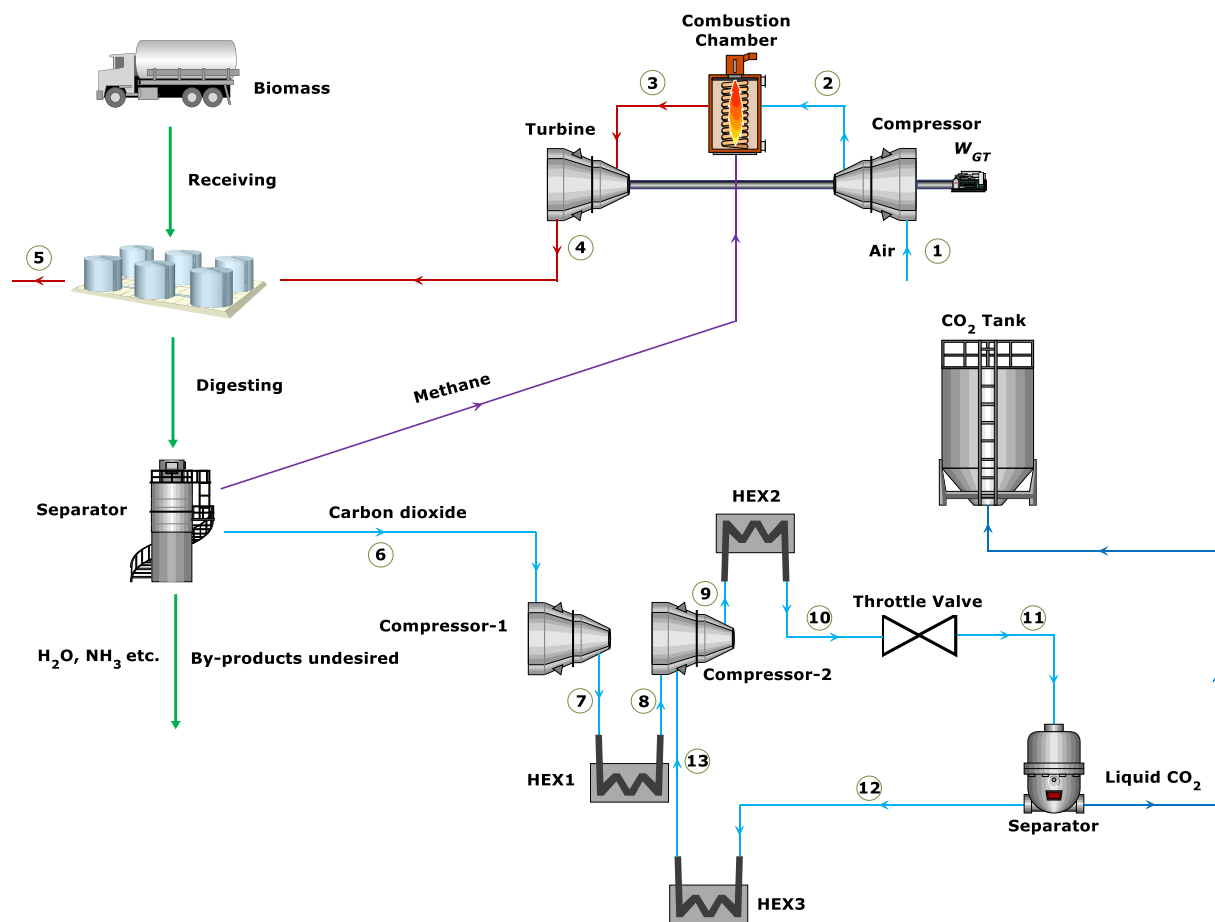 Combustion
Chamber
Biomass
3
2
Turbine
Compressor
W_GT
Receiving
4
5
Air
1
CO₂ Tank
Digesting
Methane
HEX2
Separator
Carbon dioxide
6
9
Throttle Valve
10
11
Compressor-1
H₂O, NH₃ etc.
By-products undesired
Compressor-2
7
8
13
HEX1
Liquid CO₂
12
Separator
HEX3